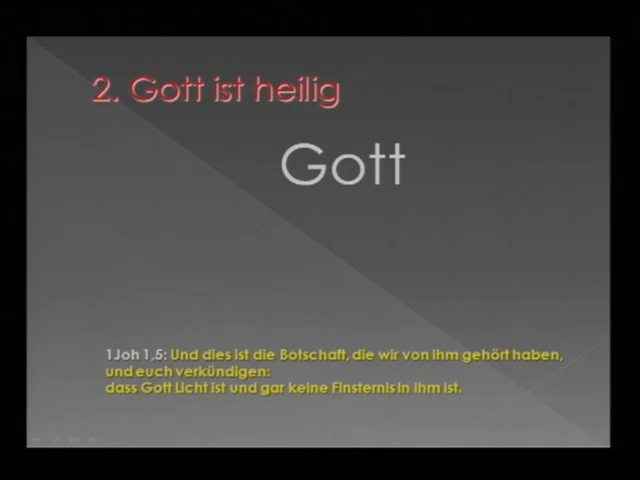 2. Gott ist heilig
Gott
1Joh 1,5: Und dies ist die Botschaft, die wir von ihm gehört haben,
und euch verkündigen:
dass Gott Licht ist und gar keine Finsternis in ihm ist.